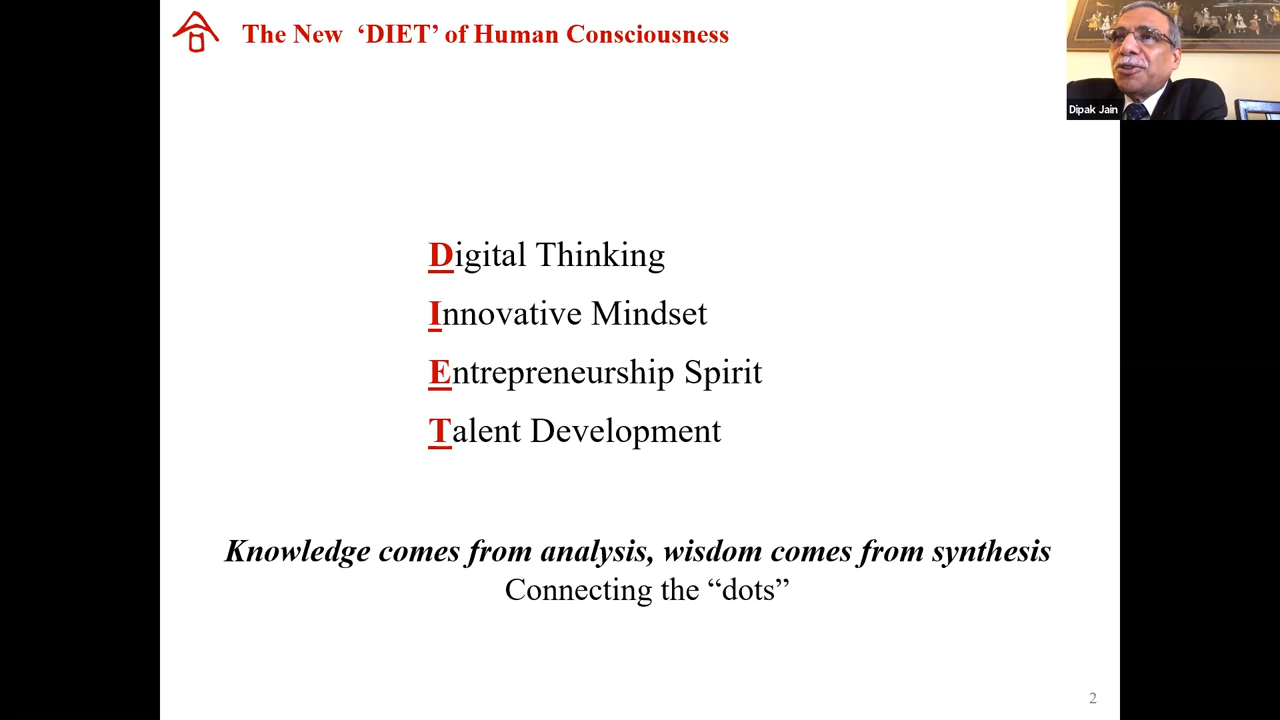 The New ‘DIET’ of Human Consciousness
Dipak Jain
Digital Thinking
Innovative Mindset
Entrepreneurship Spirit
Talent Development
Knowledge comes from analysis, wisdom comes from synthesis
Connecting the “dots”
2